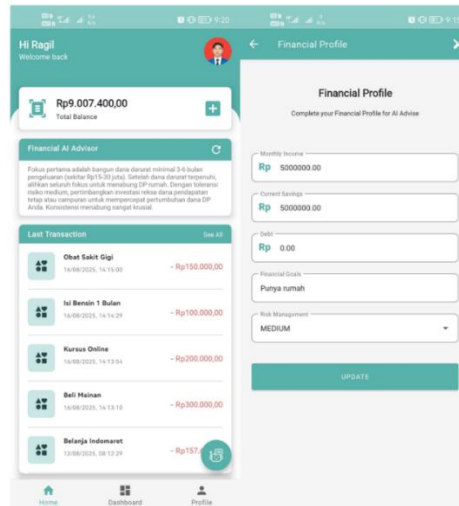 9:20
Hi Ragil
Welcome back
Rp9.007.400,00
Total Balance
Financial AI Advisor
Fokus pertama adalah bangun dana darurat minimal 3-6 bulan
pengeluaran (sekitar Rp15-30 juta). Setelah dana darurat terpenuhi,
alihkan seluruh fokus untuk menabung DP rumah. Dengan toleransi
risiko medium, pertimbangkan investasi reksa dana pendapatan
tetap atau campuran untuk mempercepat pertumbuhan dana DP
Anda. Konsistensi menabung sangat krusial.
Last Transaction
See All
Obat Sakit Gigi
16/08/2025, 14:15:00
- Rp150.000,00
Isi Bensin 1 Bulan
16/08/2025, 14:14:29
- Rp100.000,00
Kursus Online
16/08/2025, 14:13:54
- Rp200.000,00
Beli Mainan
16/08/2025, 14:13:10
- Rp300.000,00
Belanja Indomaret
12/08/2025, 08:12:29
- Rp157.
Home
Dashboard
Profile
Financial Profile
Financial Profile
Complete your Financial Profile for AI Advise
Monthly Income
Rp 5000000.00
Current Savings
Rp 5000000.00
Debt
Rp 0.00
Financial Goals
Punya rumah
Risk Management
MEDIUM
UPDATE